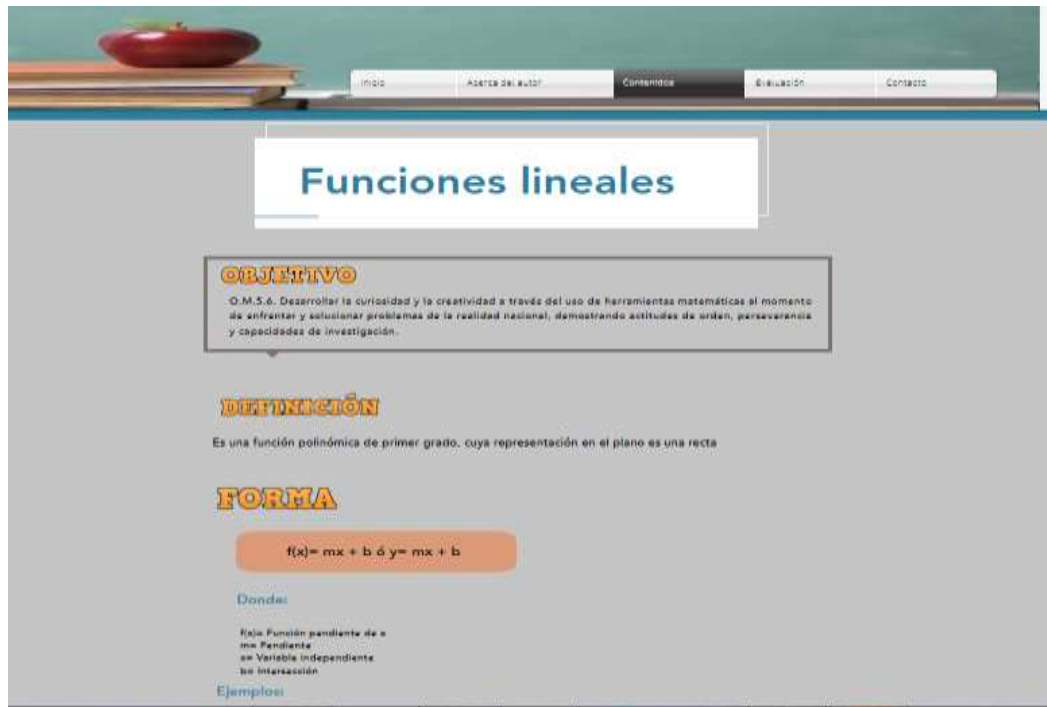 Inicio Acerca del autor Contenidos Evaluación Contacto
Funciones lineales
OBJETIVO
O.M.5.6. Desarrollar la curiosidad y la creatividad a través del uso de herramientas matemáticas al momento
de enfrentar y solucionar problemas de la realidad nacional, demostrando actitudes de orden, perseverancia
y capacidades de investigación.
DEFINICIÓN
Es una función polinómica de primer grado, cuya representación en el plano es una recta
FORMA
f(x)= mx + b ó y= mx + b
Donde:
f(x)= Función pendiente de x
m= Pendiente
x= Variable independiente
b= Intersección
Ejemplos: